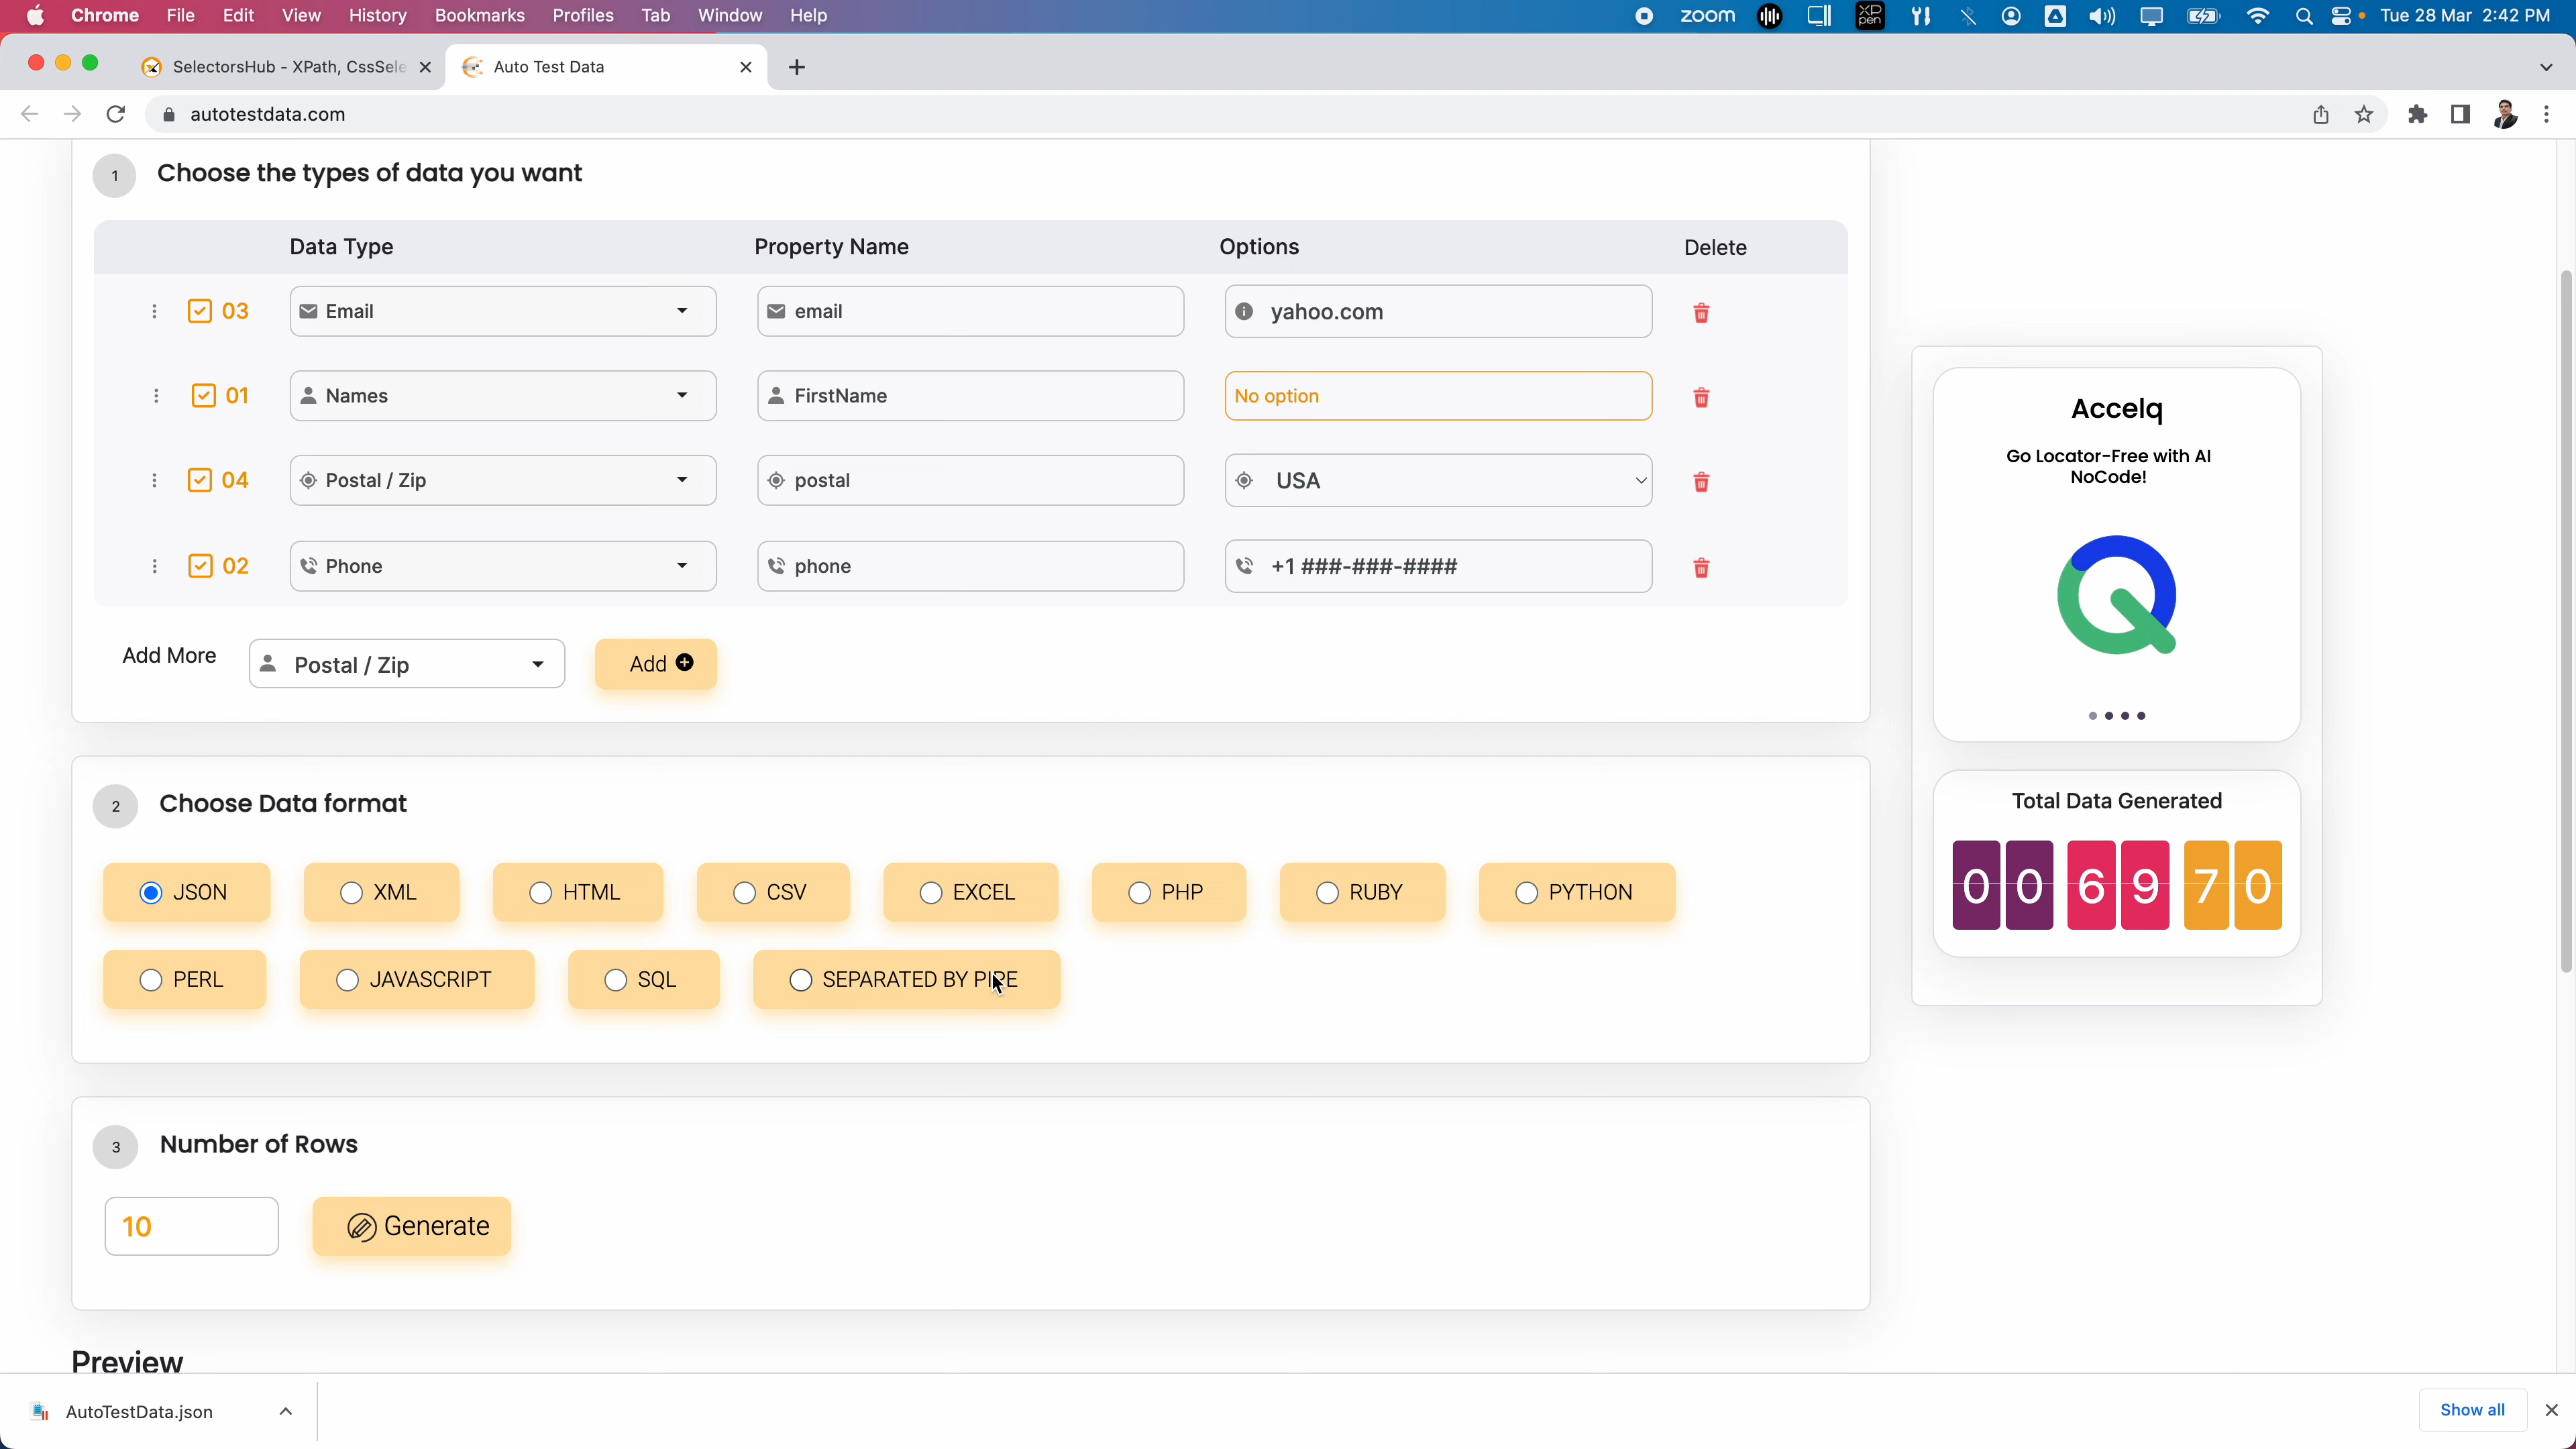 Chrome File Edit View History Bookmarks Profiles Tab Window Help zoom XP pen Tue 28 Mar 2:42 PM
SelectorsHub - XPath, CssSele Auto Test Data
autotestdata.com
1 Choose the types of data you want
Data Type Property Name Options Delete
03 Email email yahoo.com
01 Names FirstName No option
04 Postal / Zip postal USA
02 Phone phone +1 ###-###-####
Add More Postal / Zip Add
Accelq
Go Locator-Free with AI
NoCode!
2 Choose Data format
JSON XML HTML CSV EXCEL PHP RUBY PYTHON
PERL JAVASCRIPT SQL SEPARATED BY PIPE
Total Data Generated
0 0 6 9 7 0
3 Number of Rows
10 Generate
Preview
AutoTestData.json Show all